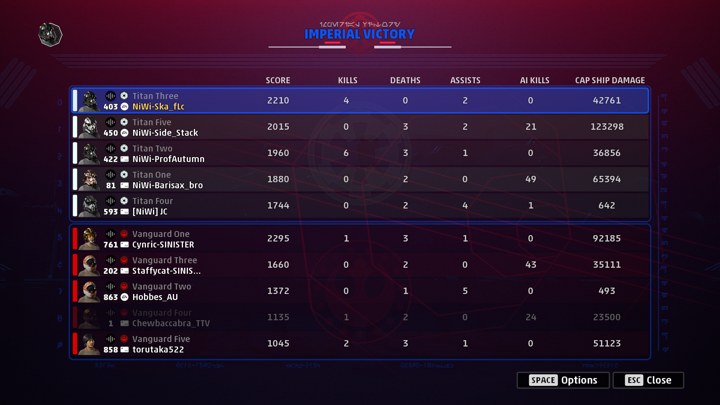 IMPERIAL VICTORY
SCORE KILLS DEATHS ASSISTS AI KILLS CAP SHIP DAMAGE
Titan Three
403 NiWi-Ska_flc 2210 4 0 2 0 42761
Titan Five
450 NiWi-Side_Stack 2015 0 3 2 21 123298
Titan Two
422 NiWi-ProfAutumn 1960 6 3 1 0 36856
Titan One
81 NiWi-Barisax_bro 1880 0 2 0 49 65394
Titan Four
593 [NiWi] JC 1744 0 2 4 1 642
Vanguard One
761 Cynric-SINISTER 2295 1 3 1 0 92185
Vanguard Three
202 Staffycat-SINIS... 1660 0 2 0 43 35111
Vanguard Two
863 Hobbes_AU 1372 0 1 5 0 493
Vanguard Four
1 Chewbaccabra_TTV 1135 1 2 0 24 23500
Vanguard Five
858 torutaka522 1045 2 3 1 0 51123
SPACE Options ESC Close